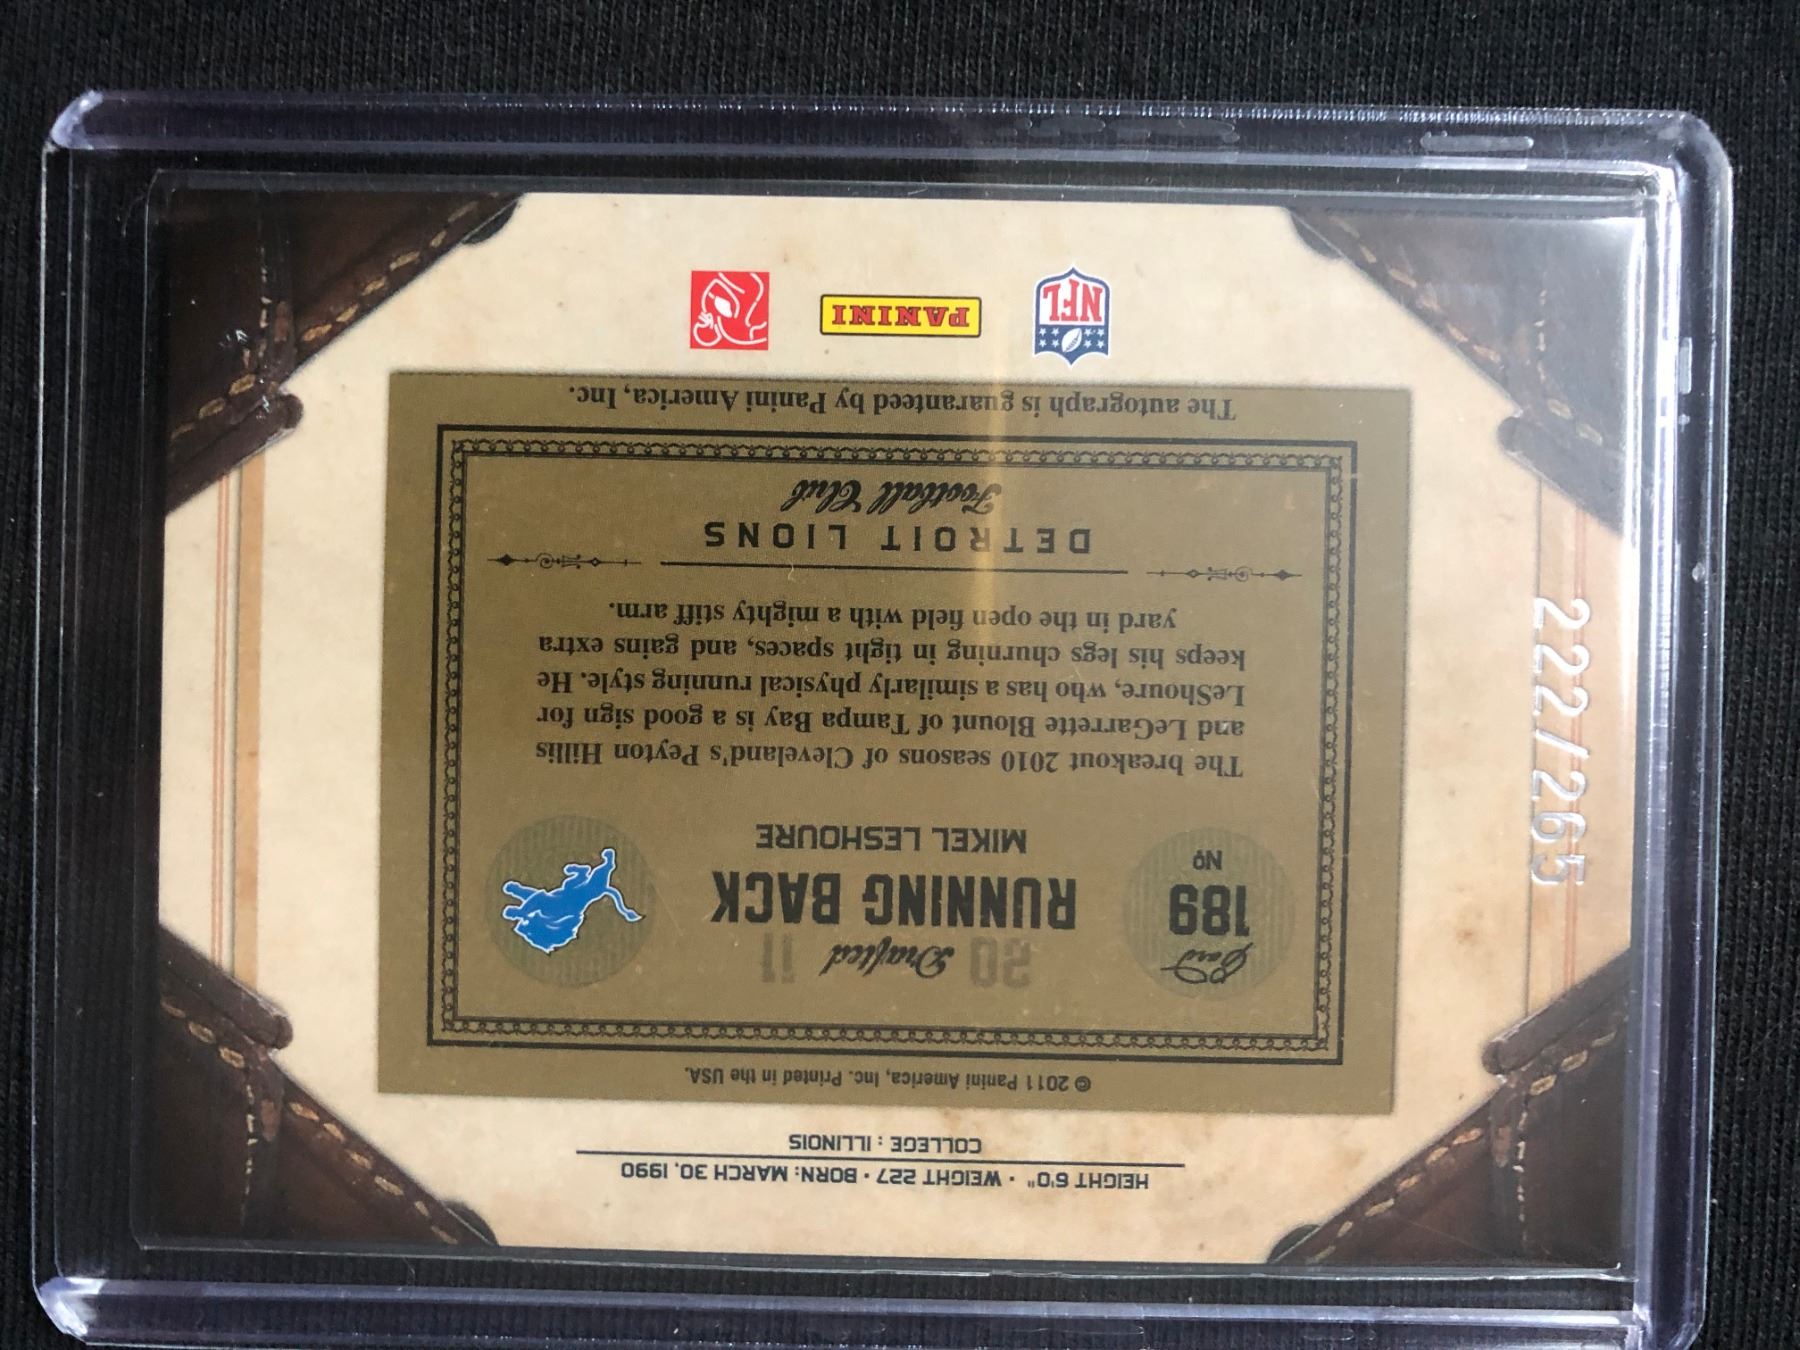 HEIGHT 6'0" • WEIGHT 227 • BORN: MARCH 30, 1990
COLLEGE : ILLINOIS
© 2011 Panini America, Inc. Printed in the USA.
Card
189
Nº
20 Drafted 11
RUNNING BACK
MIKEL LESHOURE
The breakout 2010 seasons of Cleveland's Peyton Hillis
and LeGarrette Blount of Tampa Bay is a good sign for
LeShoure, who has a similarly physical running style. He
keeps his legs churning in tight spaces, and gains extra
yard in the open field with a mighty stiff arm.
DETROIT LIONS
Football Club
The autograph is guaranteed by Panini America, Inc.
NFL
PANINI
222/265